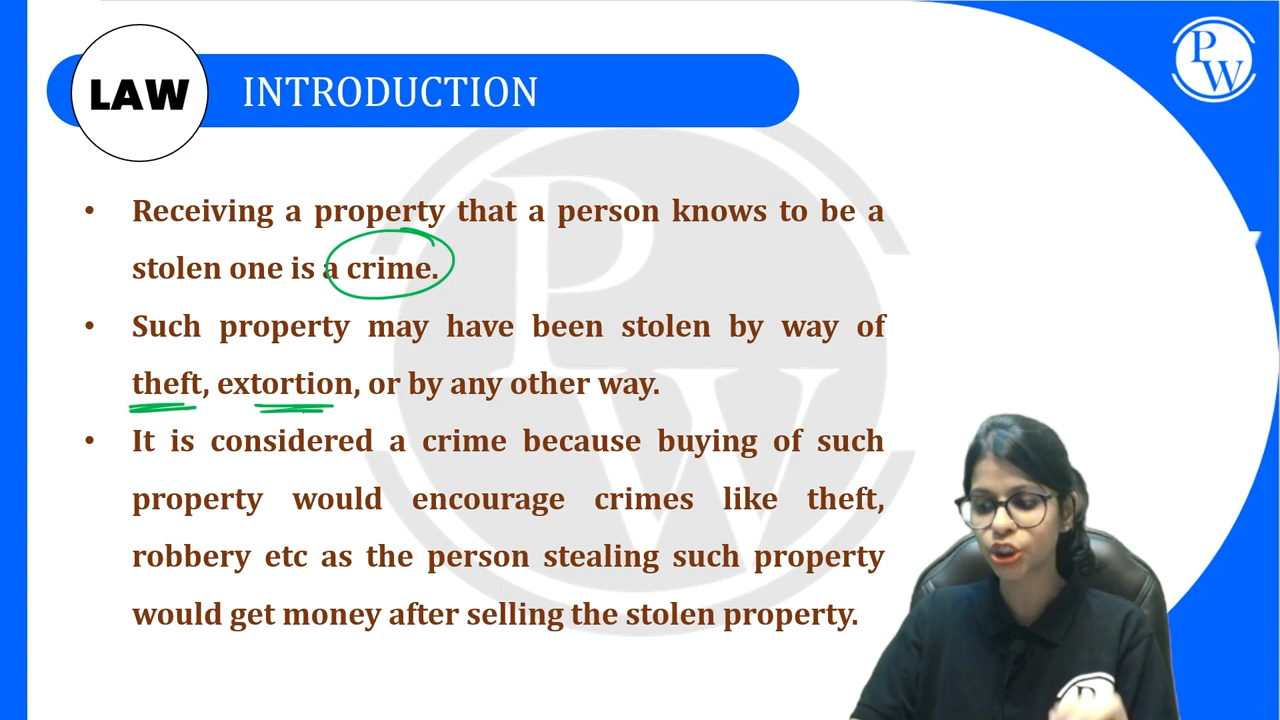 PW
LAW
INTRODUCTION
• Receiving a property that a person knows to be a
stolen one is a crime.
• Such property may have been stolen by way of
theft, extortion, or by any other way.
• It is considered a crime because buying of such
property would encourage crimes like theft,
robbery etc as the person stealing such property
would get money after selling the stolen property.
PW
PW